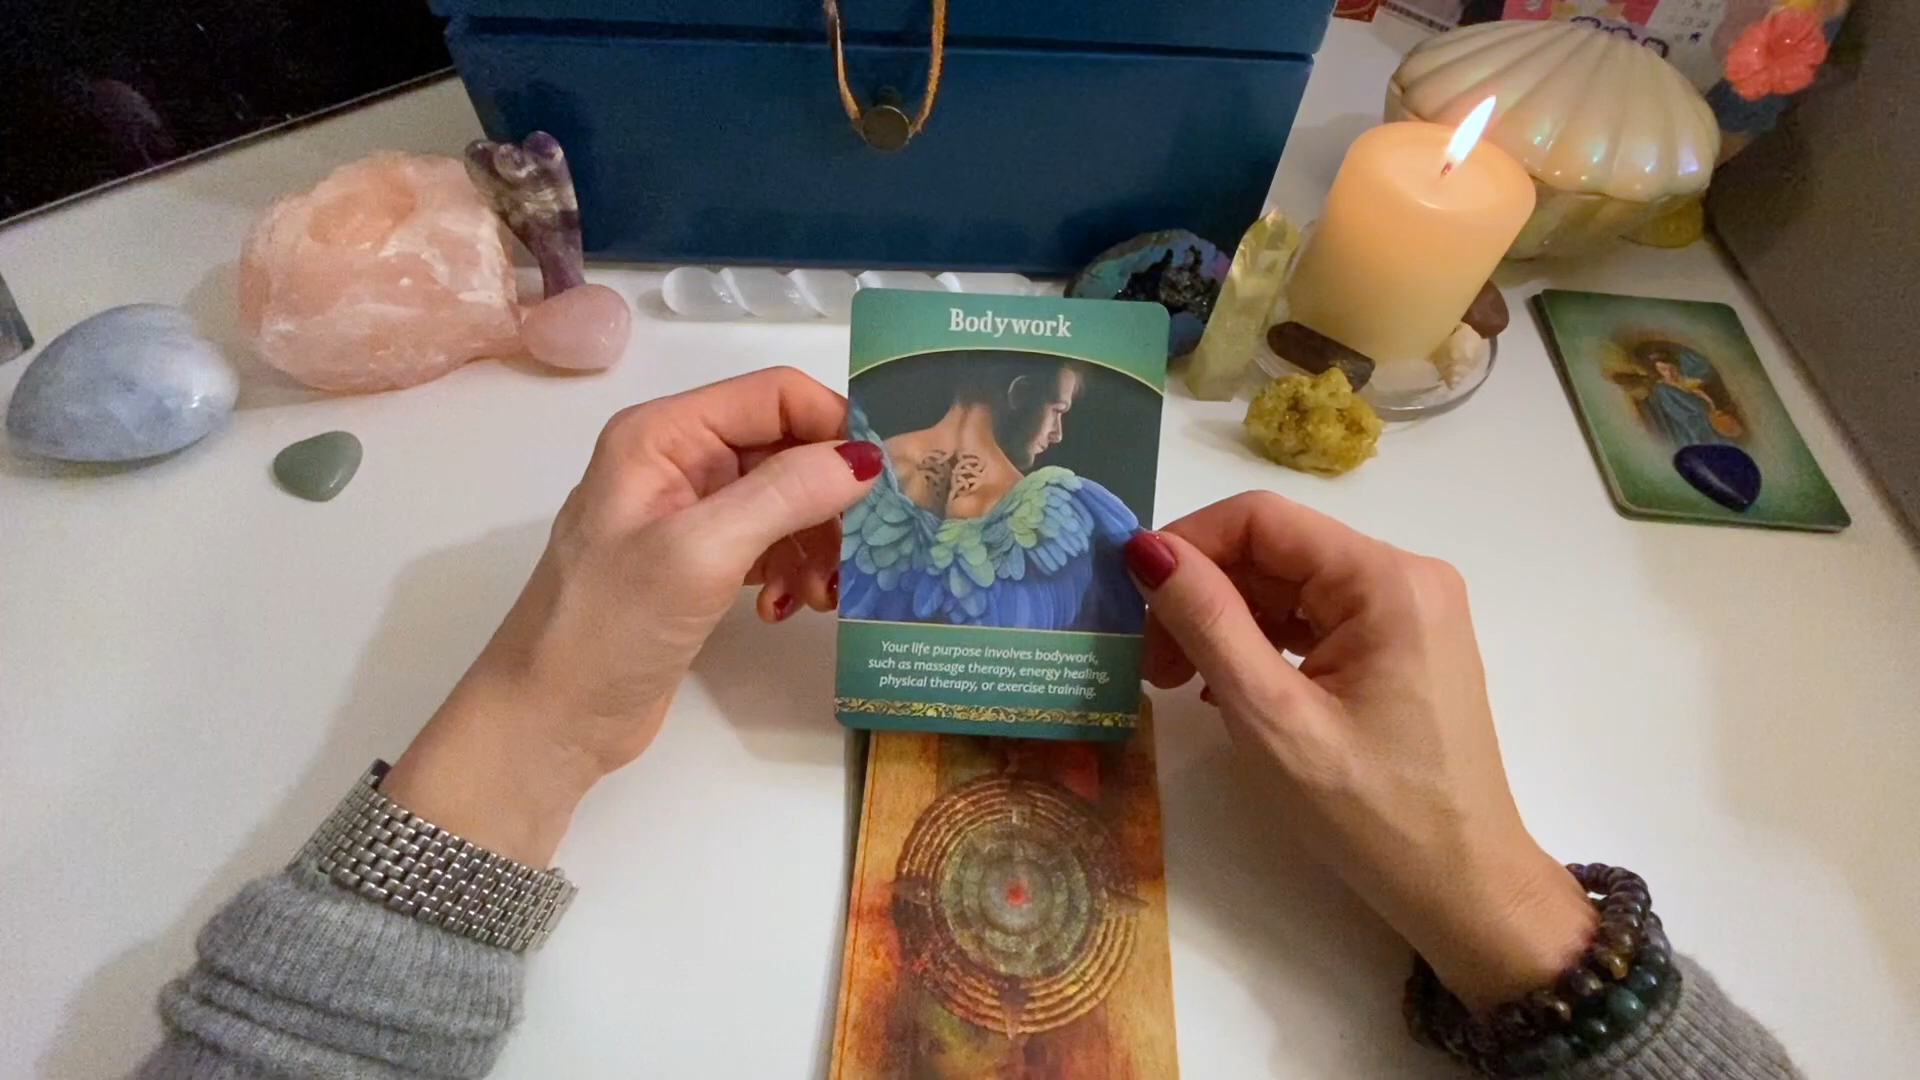 Bodywork
Your life purpose involves bodywork,
such as massage therapy, energy healing,
physical therapy, or exercise training.